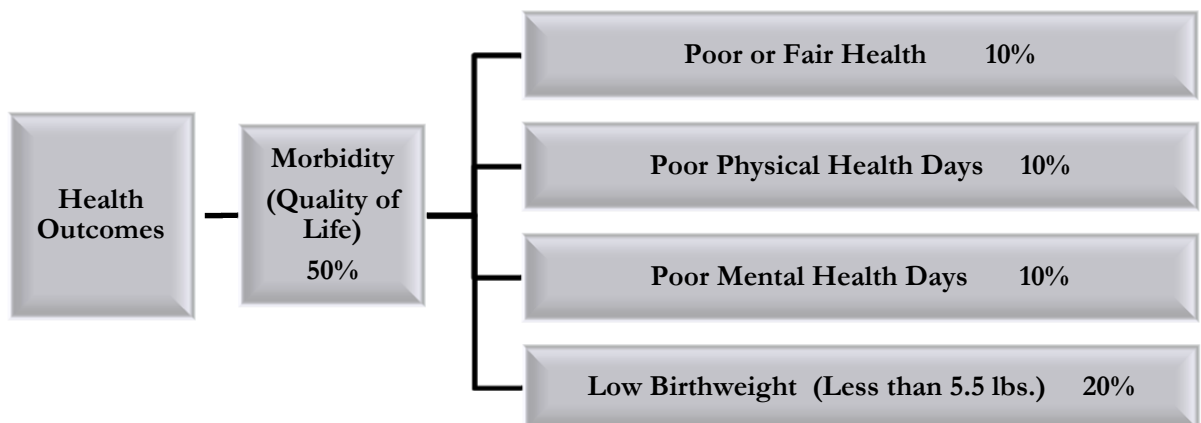 Health
Outcomes
Morbidity
(Quality of
Life)
50%
Poor or Fair Health 10%
Poor Physical Health Days 10%
Poor Mental Health Days 10%
Low Birthweight (Less than 5.5 lbs.) 20%